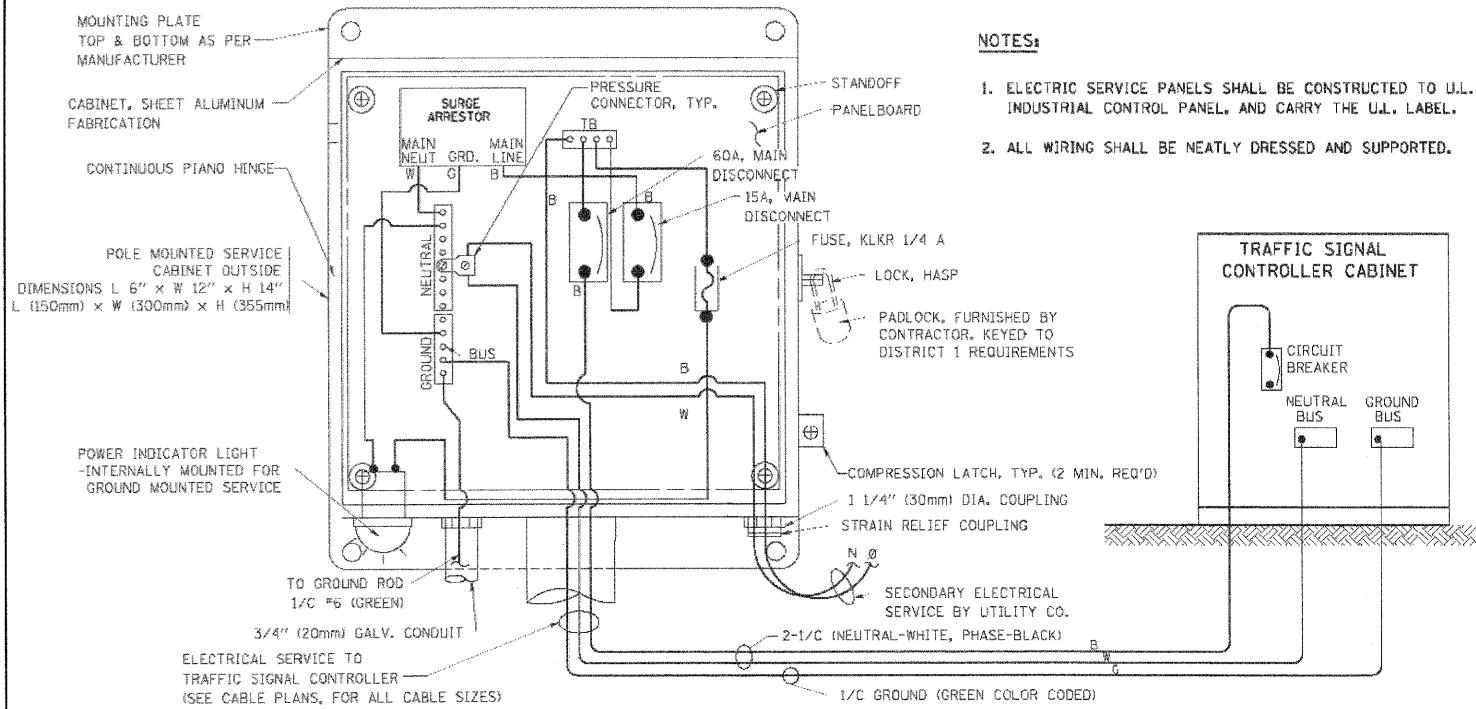 MOUNTING PLATE
TOP & BOTTOM AS PER
MANUFACTURER
CABINET, SHEET ALUMINUM
FABRICATION
CONTINUOUS PIANO HINGE
POLE MOUNTED SERVICE
CABINET OUTSIDE
DIMENSIONS L 6" × W 12" × H 14"
L (150mm) × W (300mm) × H (355mm)
POWER INDICATOR LIGHT
-INTERNALLY MOUNTED FOR
GROUND MOUNTED SERVICE
TO GROUND ROD
1/C #6 (GREEN)
3/4" (20mm) GALV. CONDUIT
ELECTRICAL SERVICE TO
TRAFFIC SIGNAL CONTROLLER
(SEE CABLE PLANS, FOR ALL CABLE SIZES)
SURGE
ARRESTOR
MAIN
NEUT
GRD.
MAIN
LINE
W
G
B
PRESSURE
CONNECTOR, TYP.
TB
STANDOFF
PANELBOARD
60A, MAIN
DISCONNECT
15A, MAIN
DISCONNECT
B
B
B
FUSE, KLKR 1/4 A
NEUTRAL
GROUND
BUS
B
W
LOCK, HASP
PADLOCK, FURNISHED BY
CONTRACTOR. KEYED TO
DISTRICT 1 REQUIREMENTS
COMPRESSION LATCH, TYP. (2 MIN. REQ'D)
1 1/4" (30mm) DIA. COUPLING
STRAIN RELIEF COUPLING
N Ø
SECONDARY ELECTRICAL
SERVICE BY UTILITY CO.
2-1/C (NEUTRAL-WHITE, PHASE-BLACK)
B
W
G
1/C GROUND (GREEN COLOR CODED)
NOTES:
1. ELECTRIC SERVICE PANELS SHALL BE CONSTRUCTED TO U.L.
INDUSTRIAL CONTROL PANEL, AND CARRY THE U.L. LABEL.
2. ALL WIRING SHALL BE NEATLY DRESSED AND SUPPORTED.
TRAFFIC SIGNAL
CONTROLLER CABINET
CIRCUIT
BREAKER
NEUTRAL
BUS
GROUND
BUS